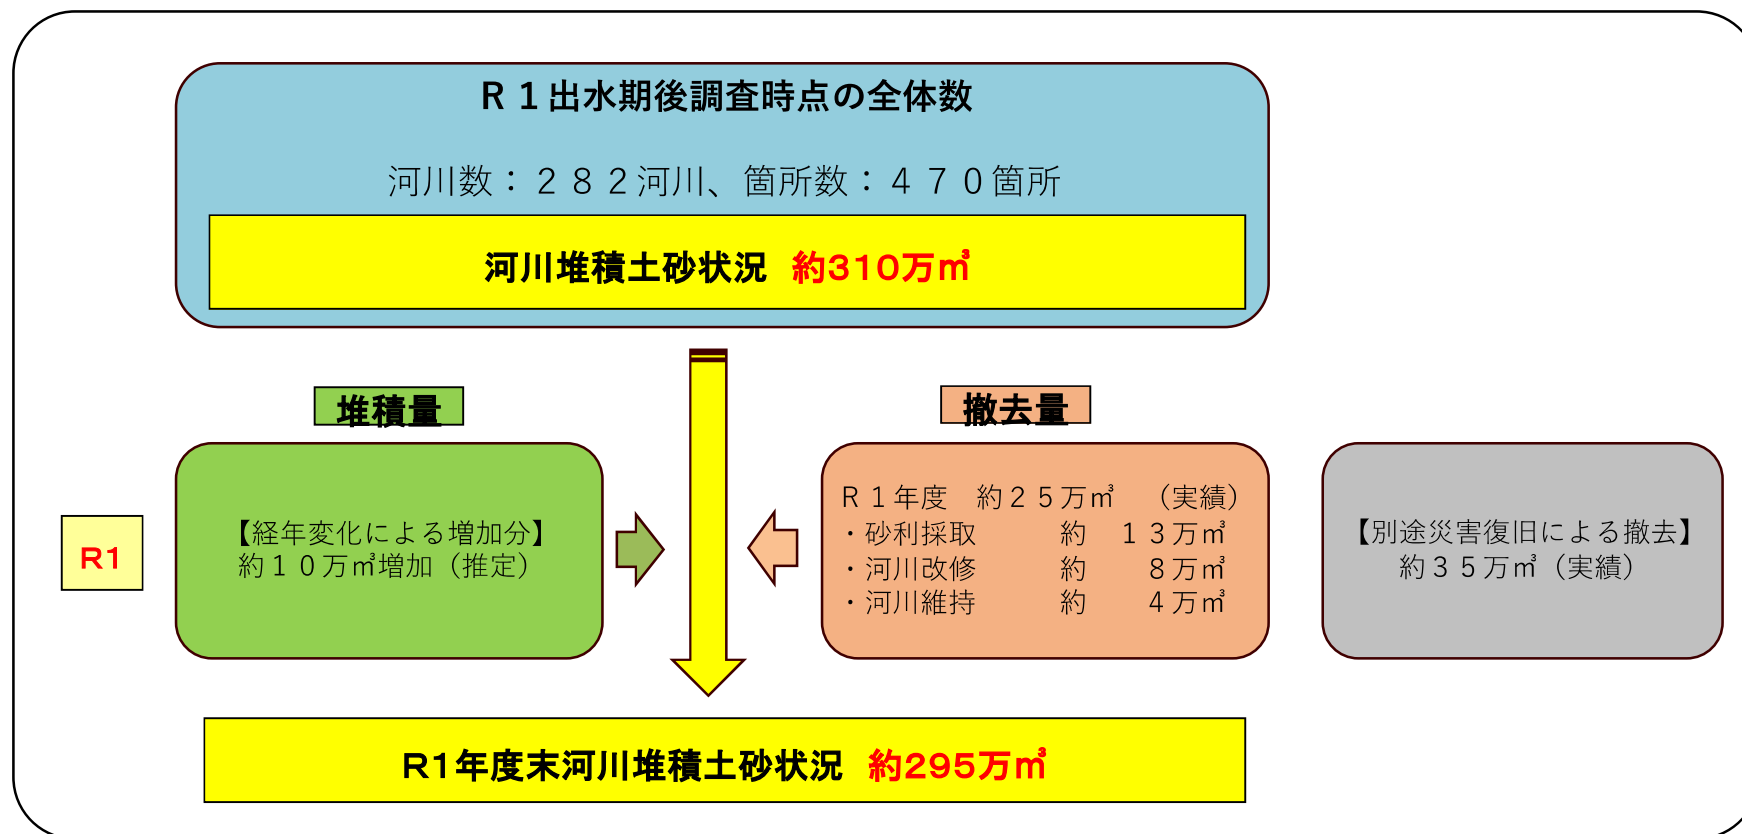 R１出水期後調査時点の全体数
河川数：２８２河川、箇所数：４７０箇所
河川堆積土砂状況 約310万㎥
堆積量
撤去量
R1
【経年変化による増加分】
約１０万㎥増加（推定）
R１年度　約２５万㎥　（実績）
・砂利採取　　　約　１３万㎥
・河川改修　　　約　　８万㎥
・河川維持　　　約　　４万㎥
【別途災害復旧による撤去】
約３５万㎥（実績）
R1年度末河川堆積土砂状況 約295万㎥